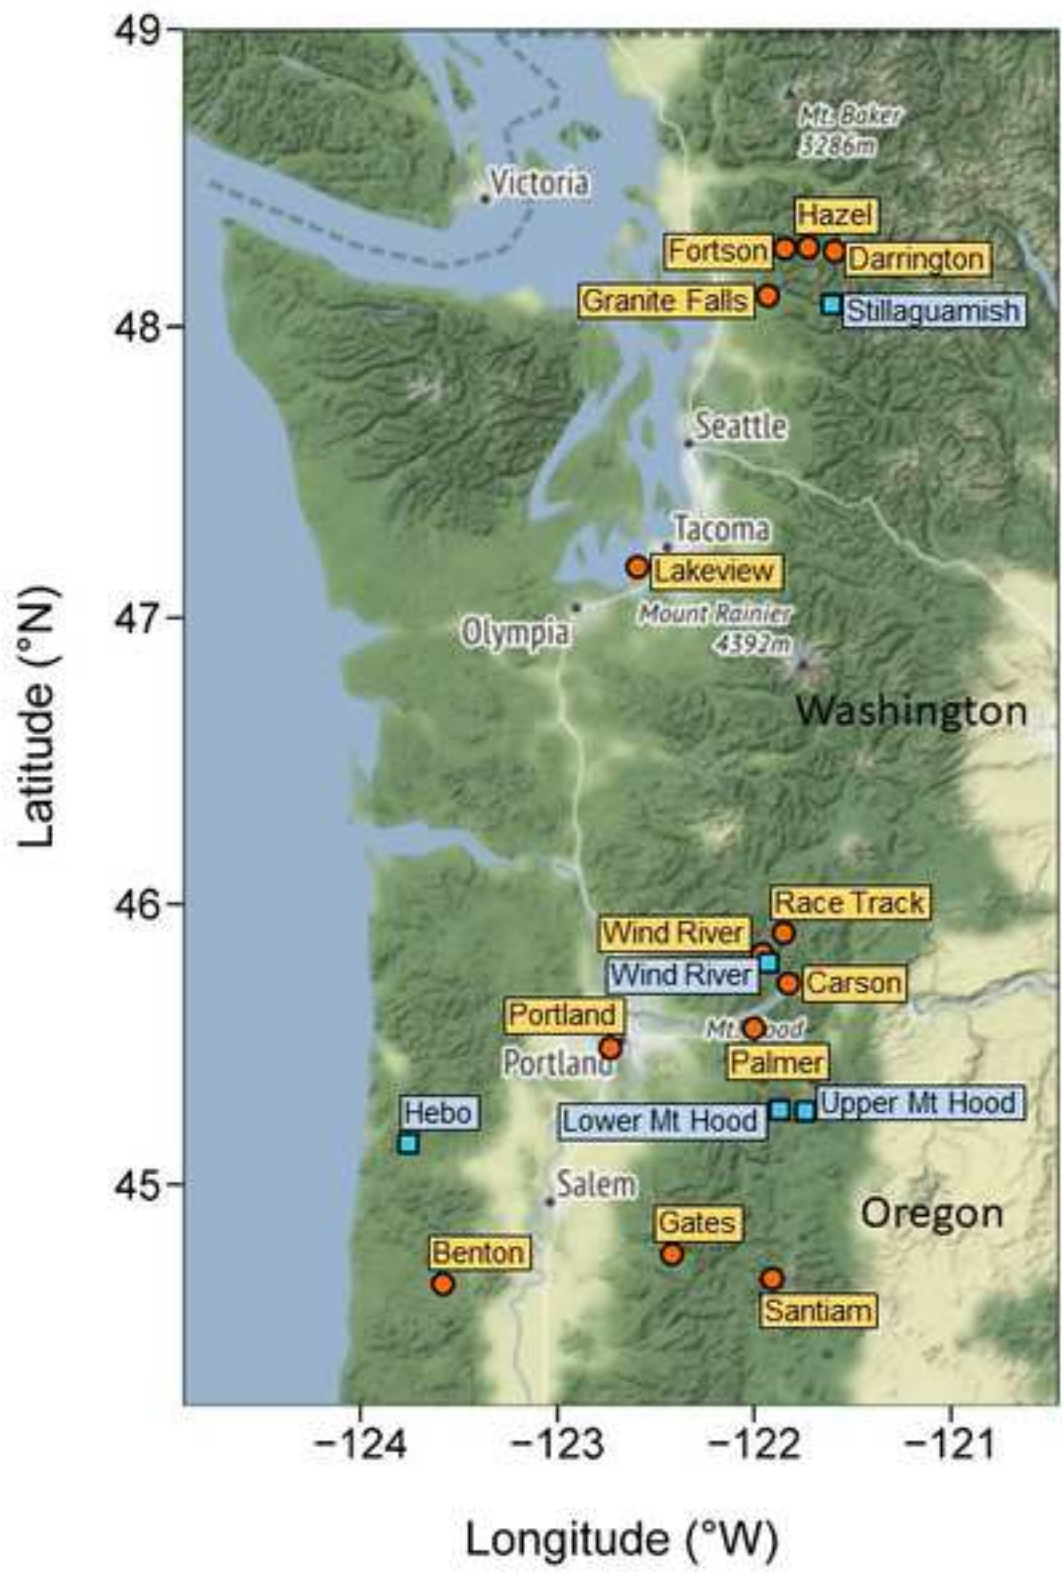 49
Mt. Baker
3286m
Victoria
Hazel
Fortson
Darrington
Granite Falls
Stillaguamish
48
Seattle
Tacoma
Lakeview
47
Mount Rainier
4392m
Olympia
Washington
Latitude (°N)
46
Race Track
Wind River
Wind River
Carson
Portland
Mt. Hood
Portland
Palmer
Hebo
Lower Mt Hood
Upper Mt Hood
45
Salem
Oregon
Gates
Benton
Santiam
−124
−123
−122
−121
Longitude (°W)